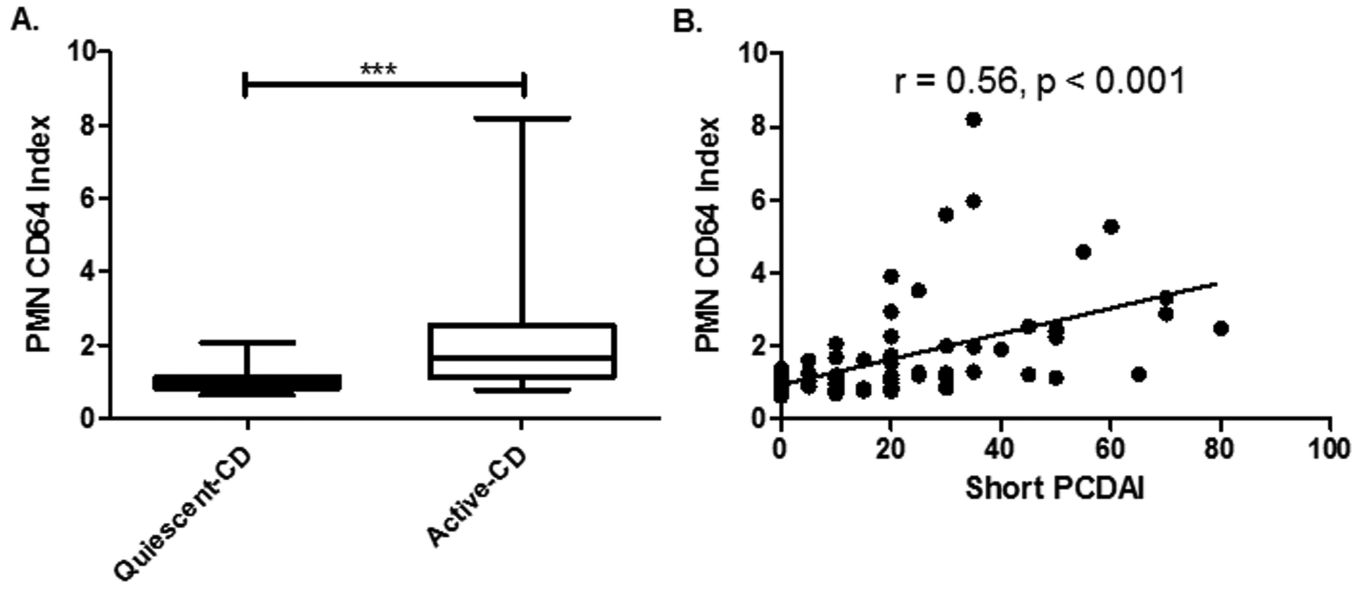 A.
PMN CD64 Index
10
8
6
4
2
0
***
Quiescent-CD
Active-CD
B.
PMN CD64 Index
10
8
6
4
2
0
r = 0.56, p < 0.001
0 20 40 60 80 100
Short PCDAI